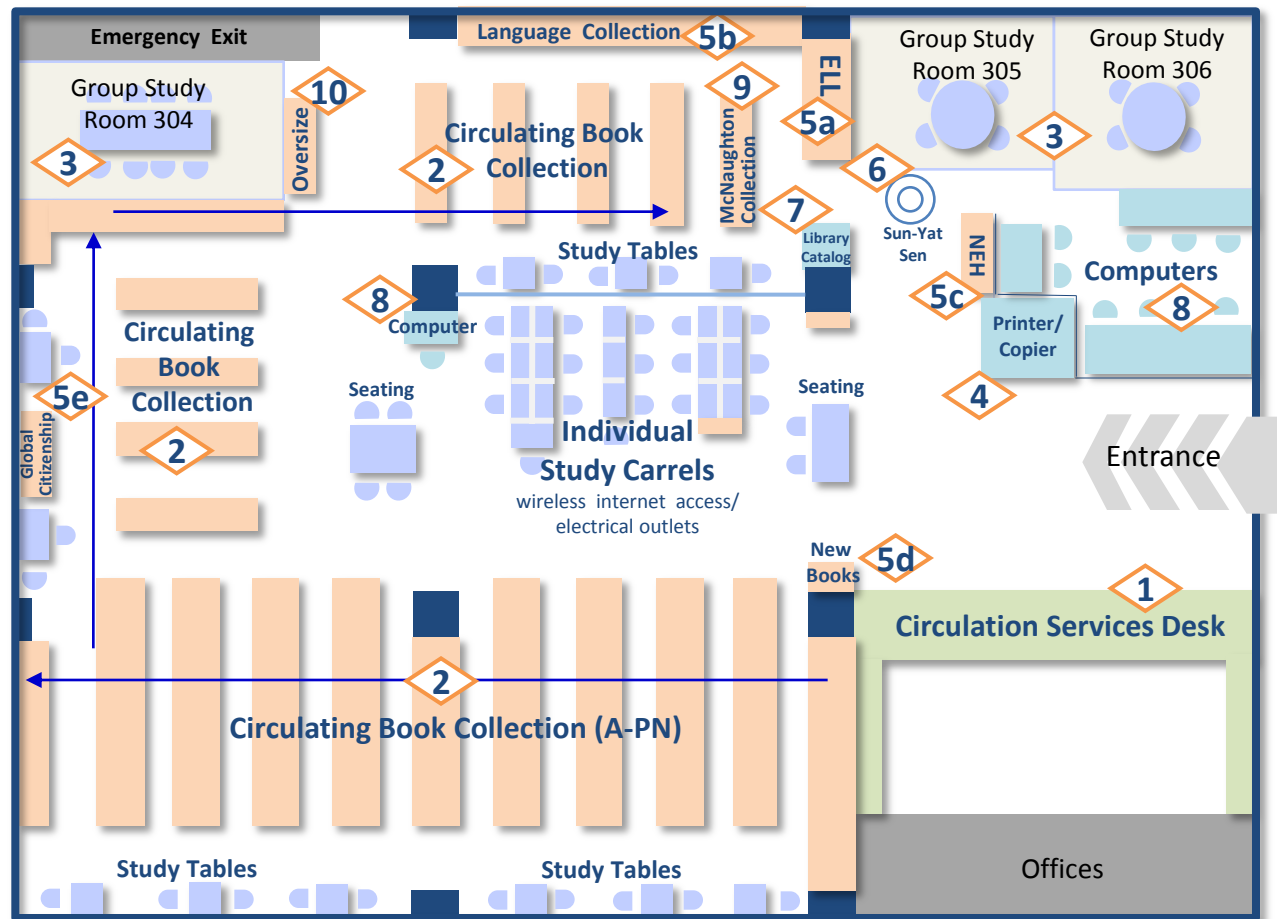 Emergency Exit
Language Collection
5b
Group Study
Room 305
Group Study
Room 306
Group Study
Room 304
3
10
Oversize
Circulating Book
Collection
2
9
McNaughton
Collection
ELL
5a
3
6
7
Library
Catalog
Sun-Yat
Sen
NEH
5c
Computers
8
Printer/
Copier
4
Study Tables
8
Computer
Circulating
Book
Collection
2
5e
Global
Citizenship
Seating
Seating
Individual
Study Carrels
wireless internet access/
electrical outlets
Entrance
New
Books
5d
1
Circulation Services Desk
2
Circulating Book Collection (A-PN)
Study Tables
Study Tables
Offices